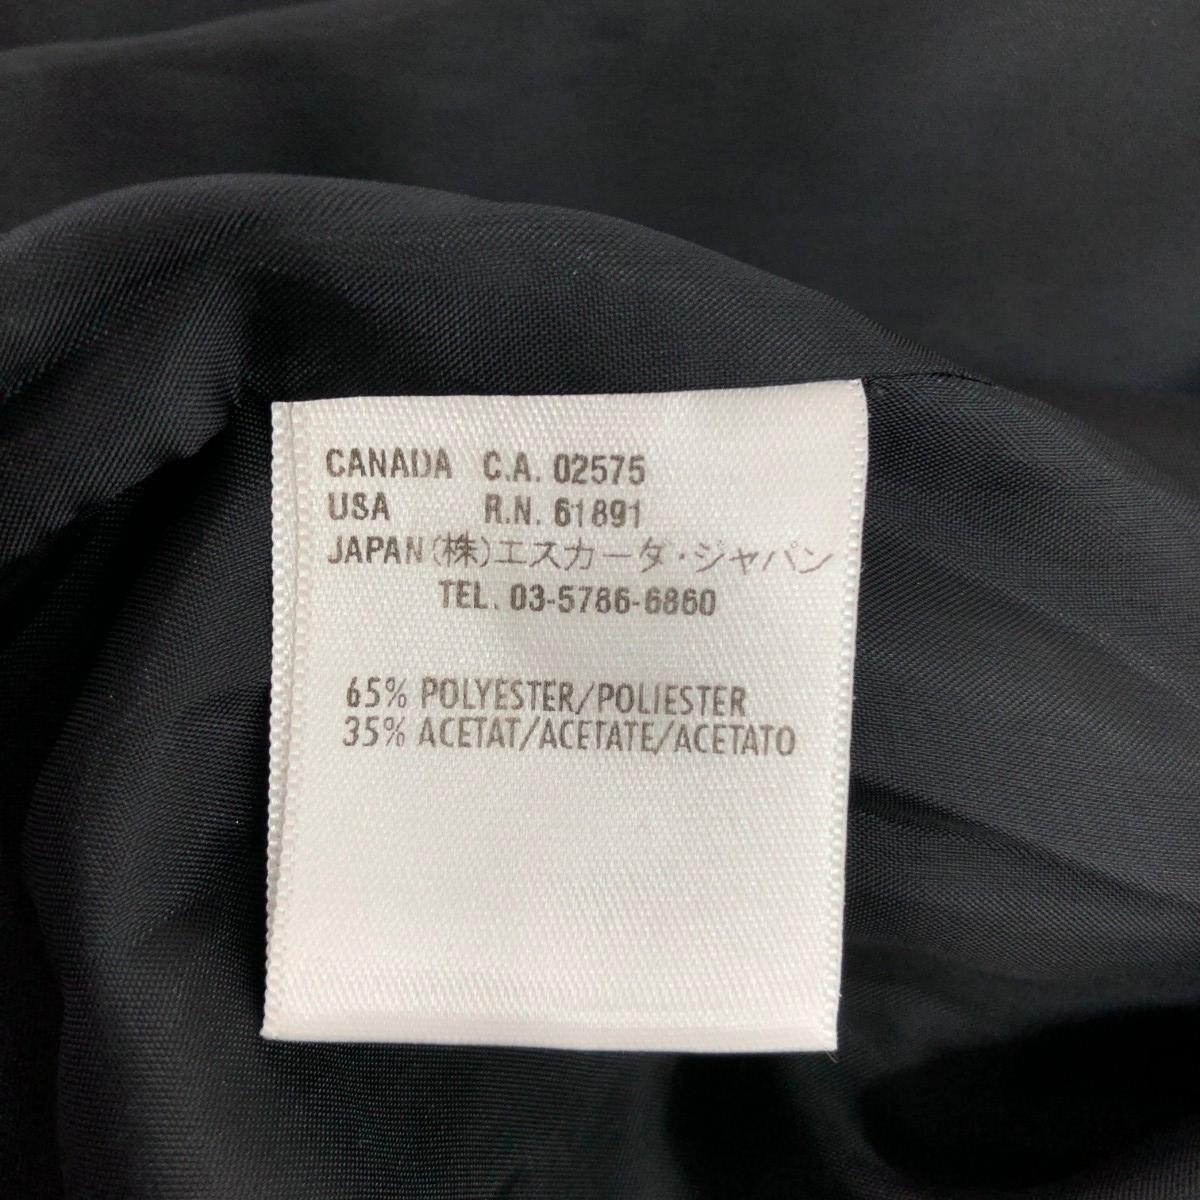 CANADA C.A. 02575
USA R.N. 61891
JAPAN (株)エスカーダ・ジャパン
TEL. 03-5786-6860
65% POLYESTER/POLIESTER
35% ACETAT/ACETATE/ACETATO